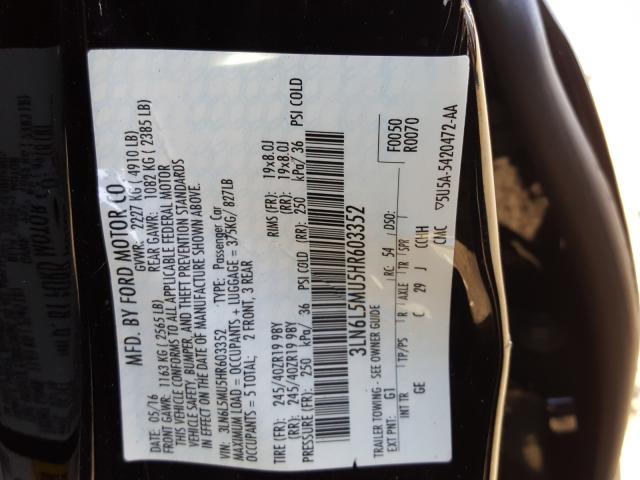 MFD. BY FORD MOTOR CO.
DATE: 05/16 GVWR: 2227 KG ( 4910 LB)
FRONT GAWR: 1163 KG ( 2565 LB) REAR GAWR: 1082 KG ( 2385 LB)
THIS VEHICLE CONFORMS TO ALL APPLICABLE FEDERAL MOTOR
VEHICLE SAFETY, BUMPER, AND THEFT PREVENTION STANDARDS
IN EFFECT ON THE DATE OF MANUFACTURE SHOWN ABOVE.
VIN: 3LN6L5MU5HR603352 TYPE: Passenger Car
MAXIMUM LOAD = OCCUPANTS + LUGGAGE = 375KG/ 827LB
OCCUPANTS = 5 TOTAL: 2 FRONT, 3 REAR
TIRE (FR): 245/40ZR19 98Y RIMS (FR): 19x8.0J
(RR): 245/40ZR19 98Y (RR): 19x8.0J
PRESSURE (FR): 250 kPa/ 36 PSI COLD (RR): 250 kPa/ 36 PSI COLD
3LN6L5MU5HR603352
TRAILER TOWING - SEE OWNER GUIDE F0050
EXT PNT: G1 RC: 54 DSO: R0070
INT TR TP/PS R AXLE TR SPR
GE C 29 J CCHH CMC ▽5U5A-5420472-AA